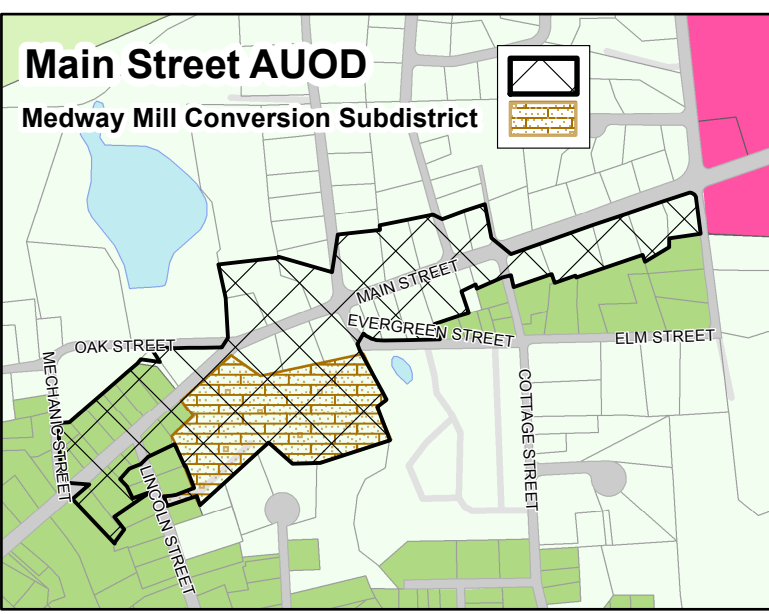 Main Street AUOD
Medway Mill Conversion Subdistrict
MAIN STREET
EVERGREEN STREET
ELM STREET
OAK STREET
MECHANIC STREET
COTTAGE STREET
LINCOLN STREET